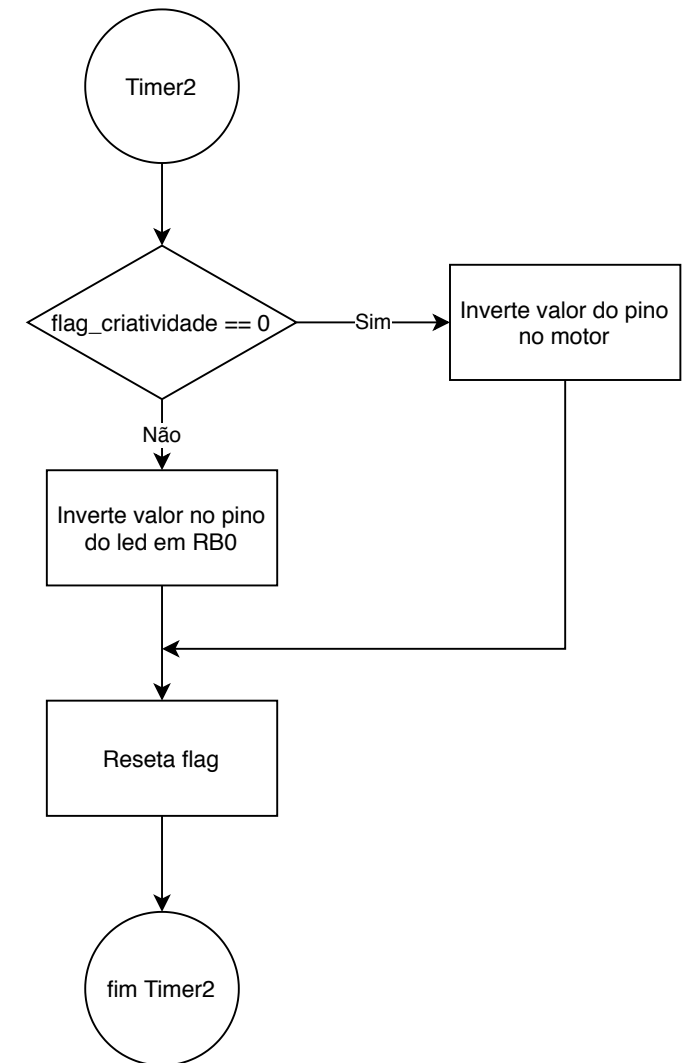 Timer2
flag_criatividade == 0
Sim
Inverte valor do pino
no motor
Não
Inverte valor no pino
do led em RB0
Reseta flag
fim Timer2